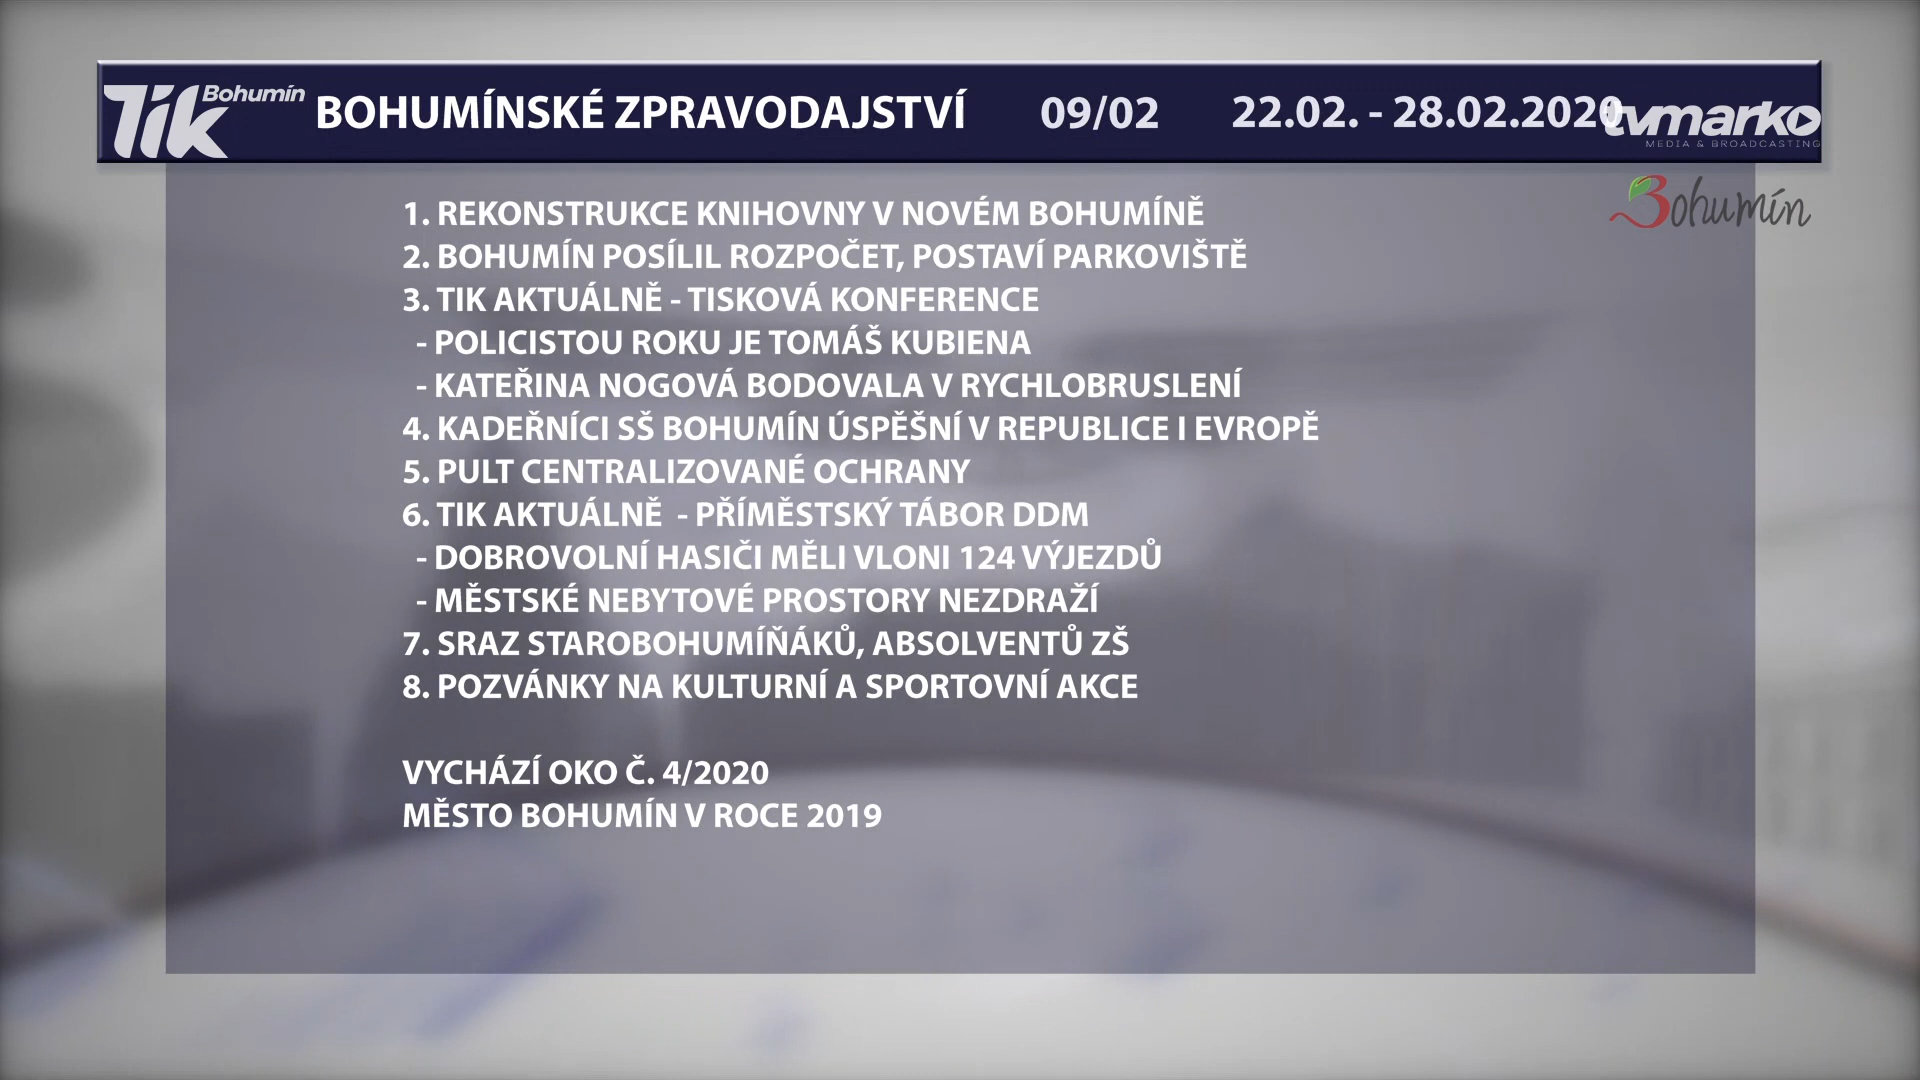 Tik Bohumín BOHUMÍNSKÉ ZPRAVODAJSTVÍ 09/02 22.02. - 28.02.2020 tvmarko
MEDIA & BROADCASTING
Bohumín
1. REKONSTRUKCE KNIHOVNY V NOVÉM BOHUMÍNĚ
2. BOHUMÍN POSÍLIL ROZPOČET, POSTAVÍ PARKOVIŠTĚ
3. TIK AKTUÁLNĚ - TISKOVÁ KONFERENCE
- POLICISTOU ROKU JE TOMÁŠ KUBIENA
- KATEŘINA NOGOVÁ BODOVALA V RYCHLOBRUSLENÍ
4. KADEŘNÍCI SŠ BOHUMÍN ÚSPĚŠNÍ V REPUBLICE I EVROPĚ
5. PULT CENTRALIZOVANÉ OCHRANY
6. TIK AKTUÁLNĚ - PŘÍMĚSTSKÝ TÁBOR DDM
- DOBROVOLNÍ HASIČI MĚLI VLONI 124 VÝJEZDŮ
- MĚSTSKÉ NEBYTOVÉ PROSTORY NEZDRAŽÍ
7. SRAZ STAROBOHUMÍŇÁKŮ, ABSOLVENTŮ ZŠ
8. POZVÁNKY NA KULTURNÍ A SPORTOVNÍ AKCE
VYCHÁZÍ OKO Č. 4/2020
MĚSTO BOHUMÍN V ROCE 2019